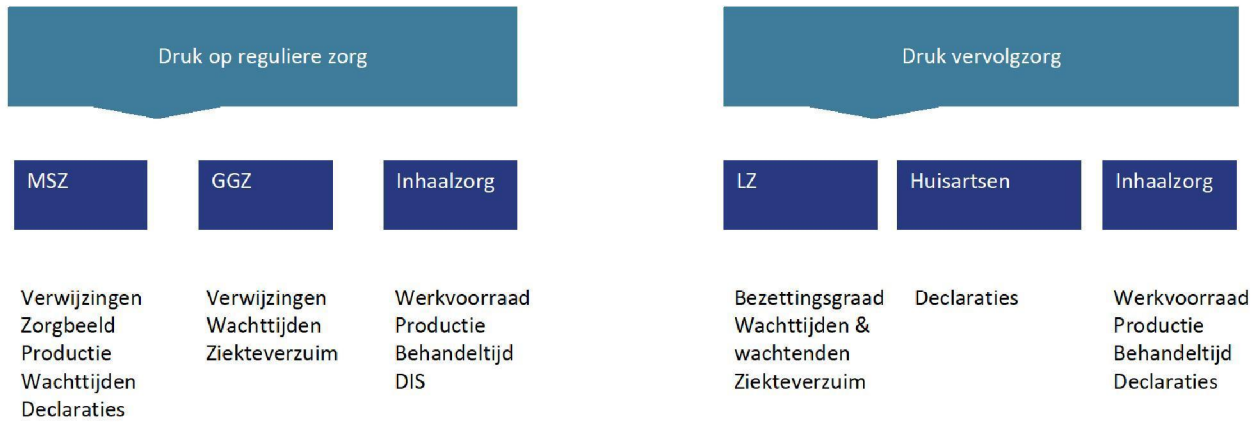 Druk op reguliere zorg
MSZ
Verwijzingen
Zorgbeeld
Productie
Wachttijden
Declaraties
GGZ
Verwijzingen
Wachttijden
Ziekteverzuim
Inhaalzorg
Werkvoorraad
Productie
Behandeltijd
DIS
Druk vervolgzorg
LZ
Bezettingsgraad
Wachttijden &
wachtenden
Ziekteverzuim
Huisartsen
Declaraties
Inhaalzorg
Werkvoorraad
Productie
Behandeltijd
Declaraties